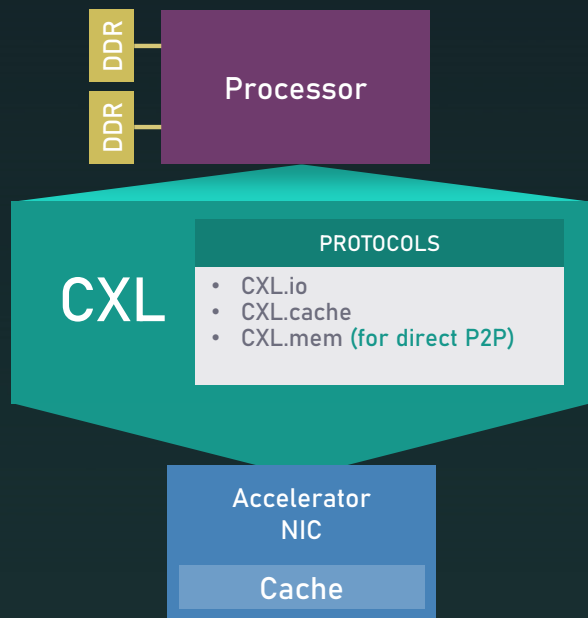 DDR
DDR
Processor
CXL
PROTOCOLS
• CXL.io
• CXL.cache
• CXL.mem (for direct P2P)
Accelerator
NIC
Cache